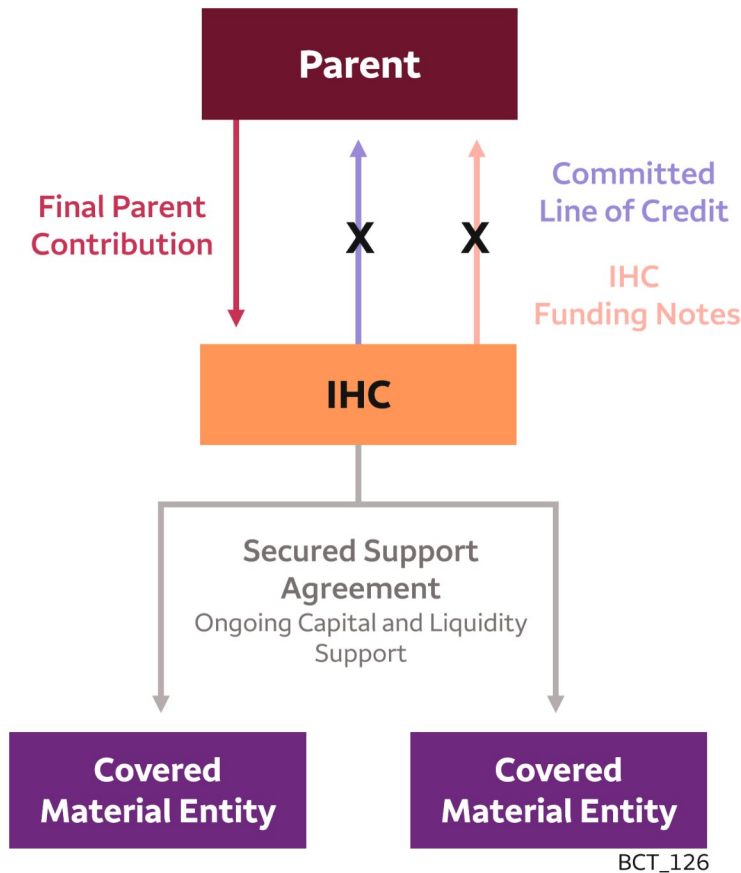 Parent
Final Parent
Contribution
X
X
Committed
Line of Credit
IHC
Funding Notes
IHC
Secured Support
Agreement
Ongoing Capital and Liquidity
Support
Covered
Material Entity
Covered
Material Entity
BCT_126